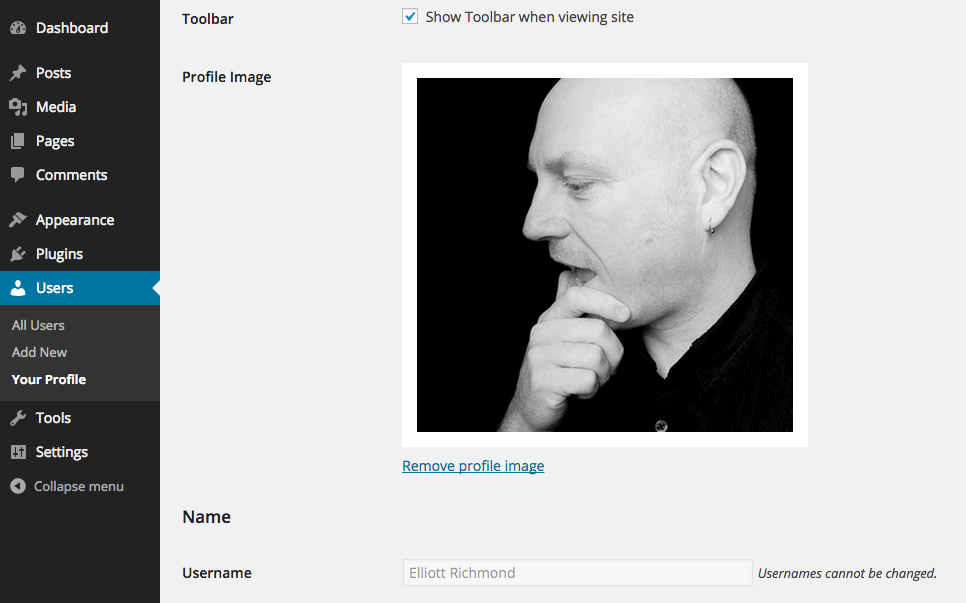 Dashboard
Posts
Media
Pages
Comments
Appearance
Plugins
Users
All Users
Add New
Your Profile
Tools
Settings
Collapse menu
Toolbar
Show Toolbar when viewing site
Profile Image
Remove profile image
Name
Username
Elliott Richmond
Usernames cannot be changed.